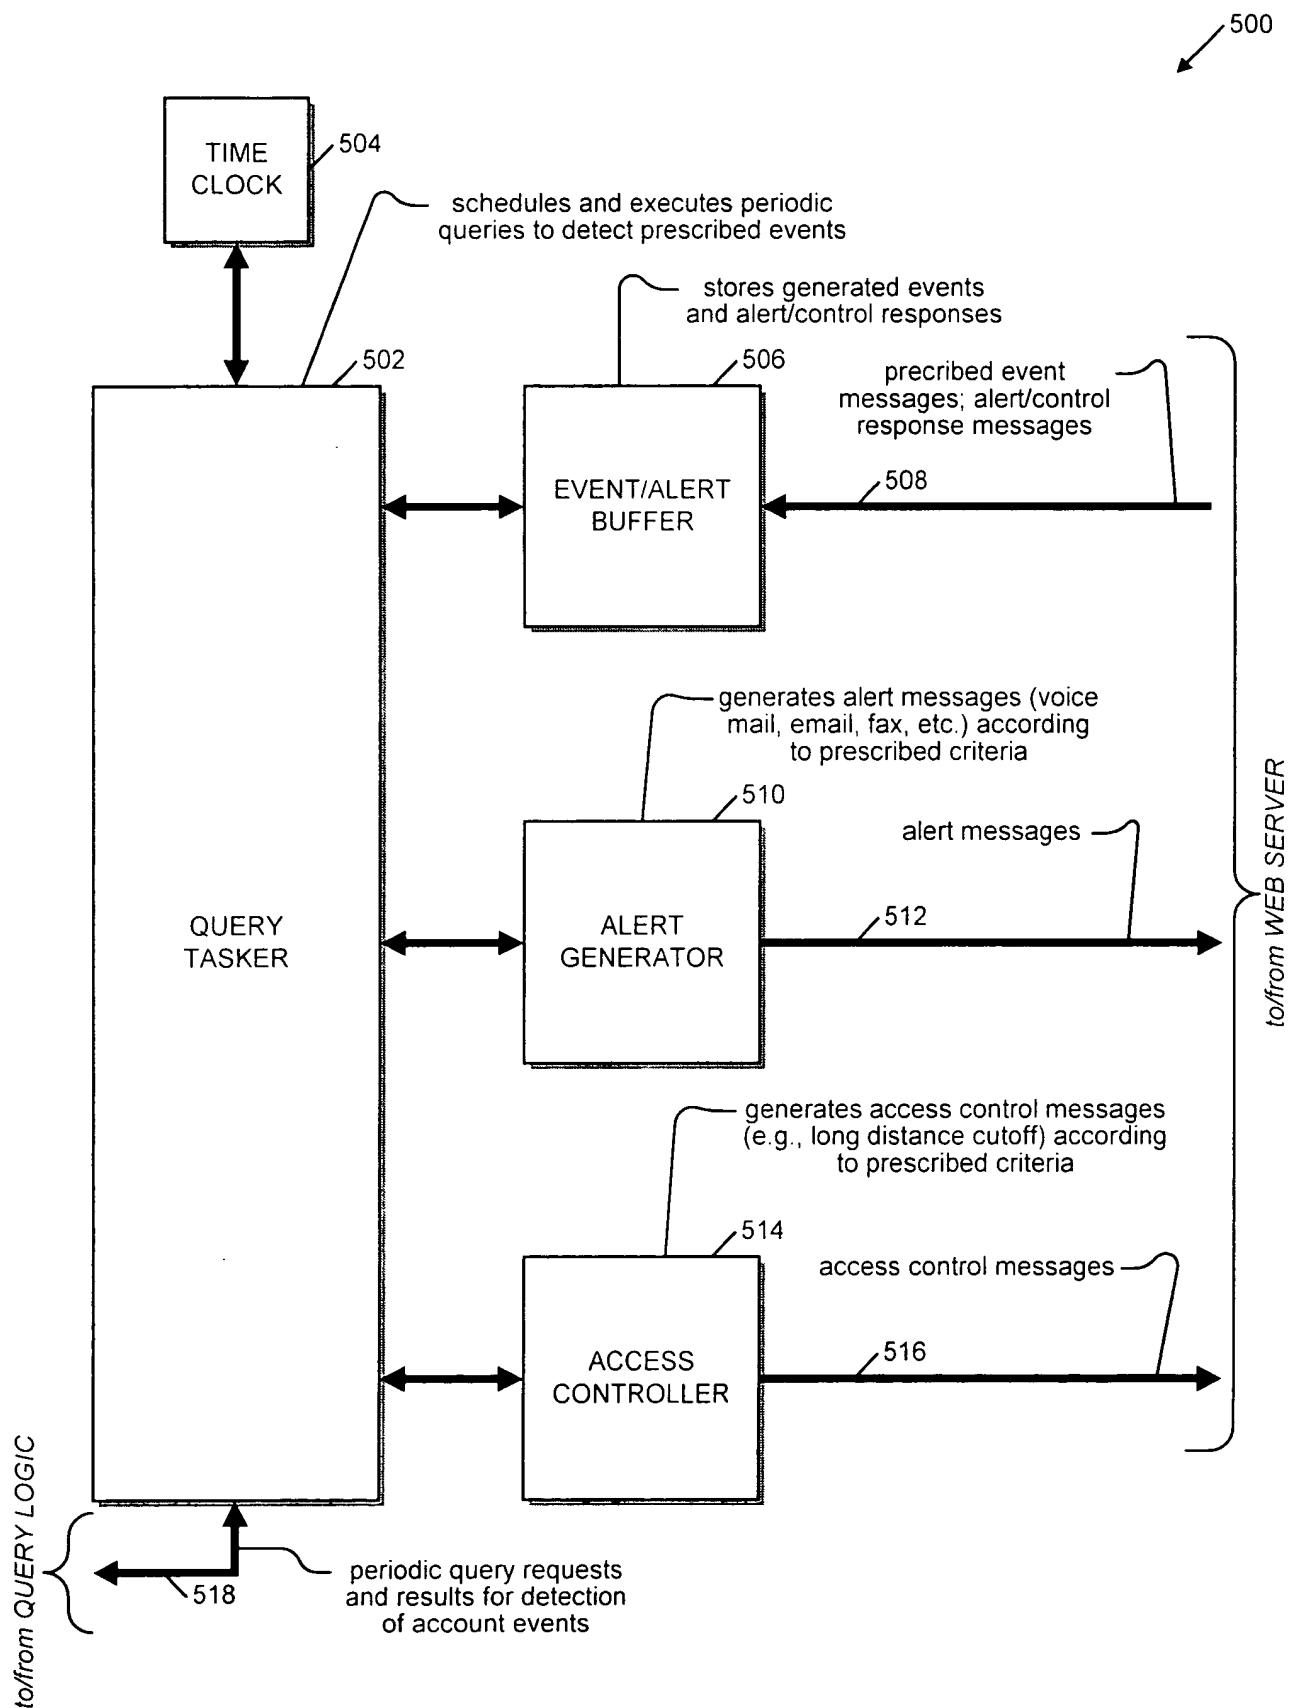 500
TIME
CLOCK
504
schedules and executes periodic
queries to detect prescribed events
stores generated events
and alert/control responses
502
506
precribed event
messages; alert/control
response messages
EVENT/ALERT
BUFFER
508
generates alert messages (voice
mail, email, fax, etc.) according
to prescribed criteria
510
alert messages
QUERY
TASKER
ALERT
GENERATOR
512
to/from WEB SERVER
generates access control messages
(e.g., long distance cutoff) according
to prescribed criteria
514
access control messages
ACCESS
CONTROLLER
516
to/from QUERY LOGIC
518
periodic query requests
and results for detection
of account events